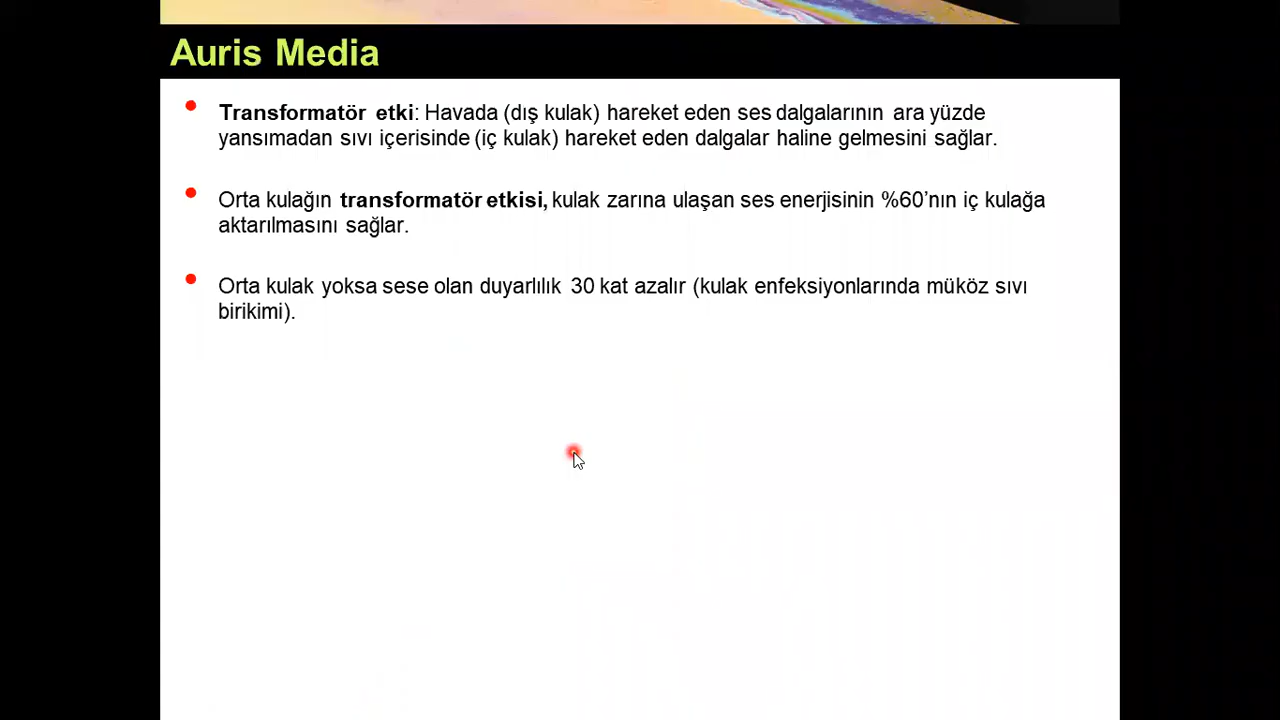 Auris Media
Transformatör etki: Havada (dış kulak) hareket eden ses dalgalarının ara yüzde
yansımadan sıvı içerisinde (iç kulak) hareket eden dalgalar haline gelmesini sağlar.
Orta kulağın transformatör etkisi, kulak zarına ulaşan ses enerjisinin %60’nın iç kulağa
aktarılmasını sağlar.
Orta kulak yoksa sese olan duyarlılık 30 kat azalır (kulak enfeksiyonlarında müköz sıvı
birikimi).